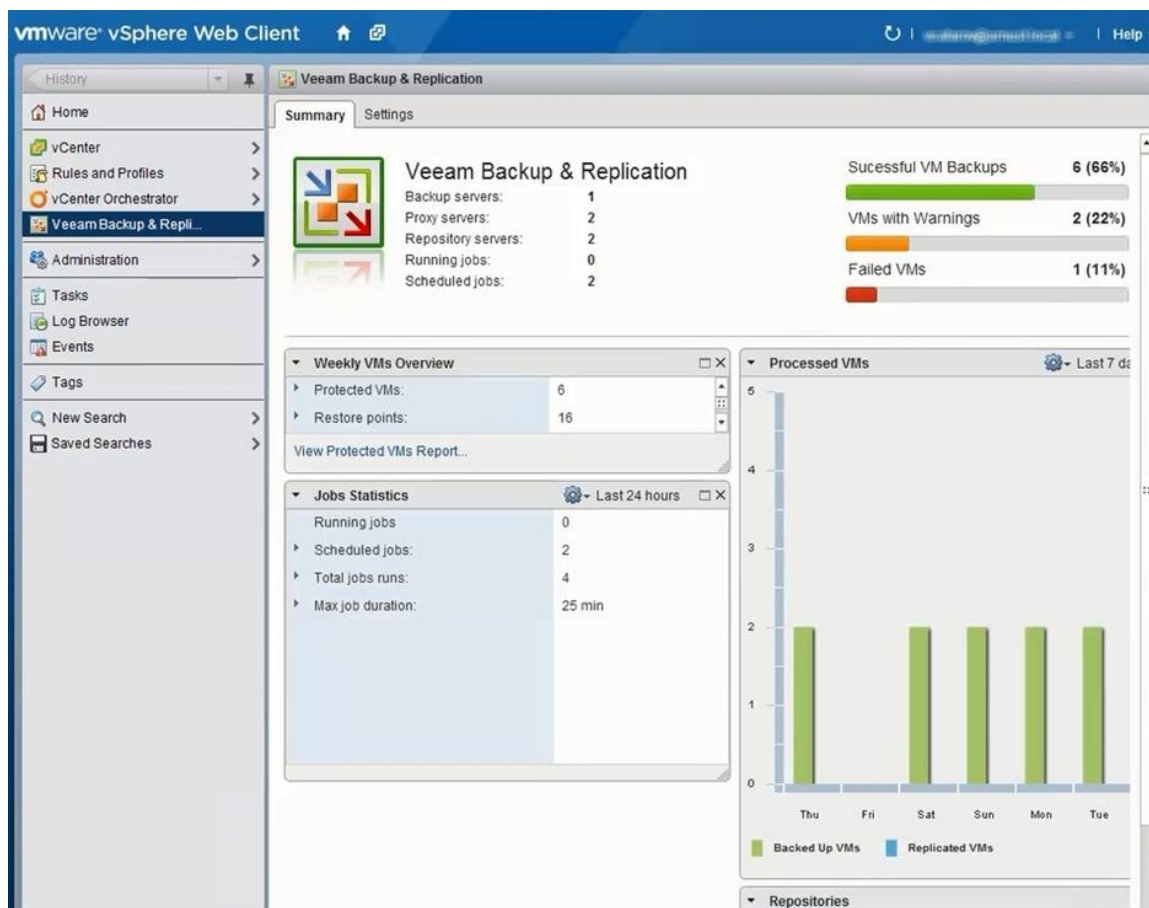 vmware® vSphere Web Client
Help
History
Home
vCenter
Rules and Profiles
vCenter Orchestrator
Veeam Backup & Repli...
Administration
Tasks
Log Browser
Events
Tags
New Search
Saved Searches
Veeam Backup & Replication
Summary Settings
Veeam Backup & Replication
Backup servers: 1
Proxy servers: 2
Repository servers: 2
Running jobs: 0
Scheduled jobs: 2
Sucessful VM Backups 6 (66%)
VMs with Warnings 2 (22%)
Failed VMs 1 (11%)
Weekly VMs Overview
Protected VMs: 6
Restore points: 16
View Protected VMs Report...
Jobs Statistics Last 24 hours
Running jobs 0
Scheduled jobs: 2
Total jobs runs: 4
Max job duration: 25 min
Processed VMs Last 7 da
5
4
3
2
1
0
Thu Fri Sat Sun Mon Tue
Backed Up VMs Replicated VMs
Repositories